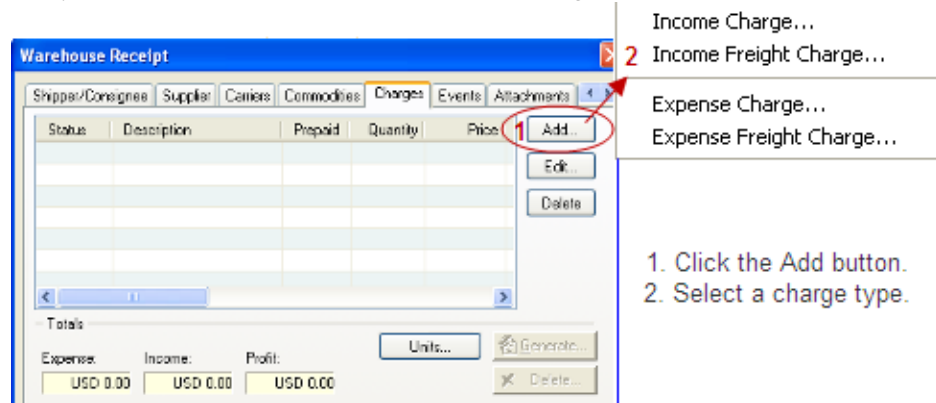 Income Charge...
2 Income Freight Charge...
Expense Charge...
Expense Freight Charge...
Warehouse Receipt
Shipper/Consignee Supplier Carriers Commodities Charges Events Attachments
Status Description Prepaid Quantity Price 1 Add...
Edit...
Delete
1. Click the Add button.
2. Select a charge type.
Totals
Units... Generate...
Expense: Income: Profit:
USD 0.00 USD 0.00 USD 0.00 Delete...